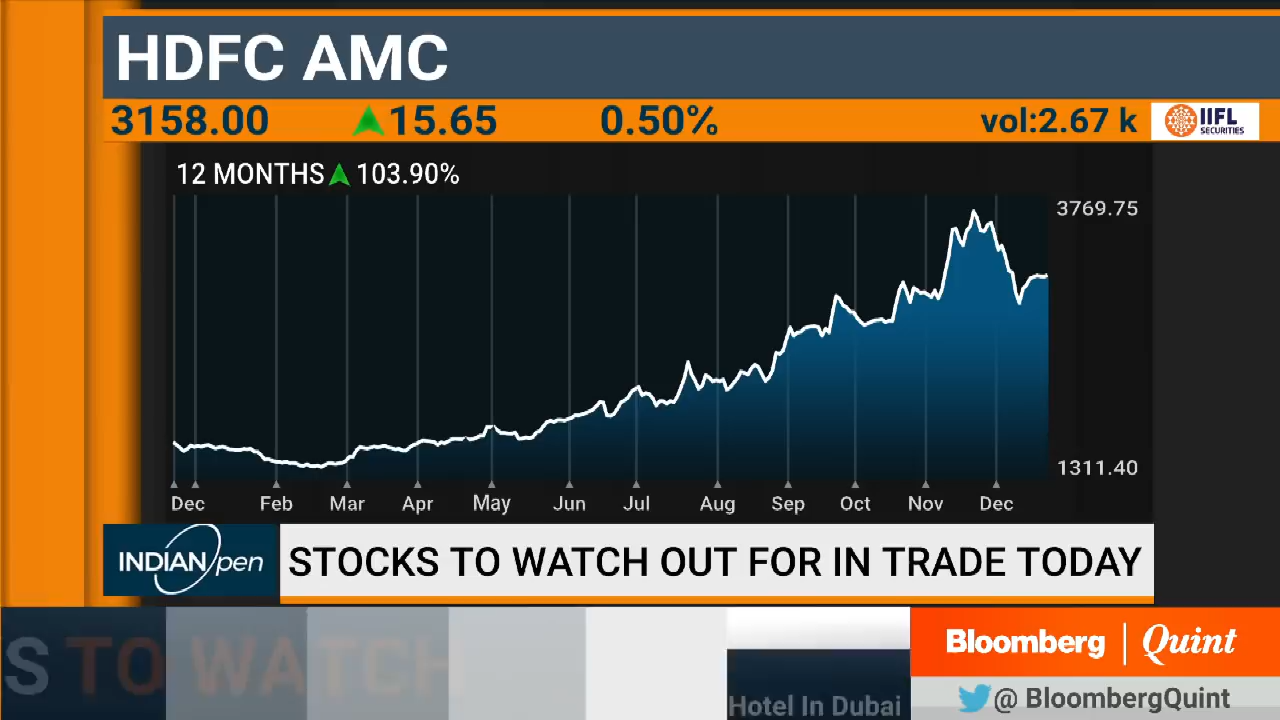 HDFC AMC
3158.00 15.65 0.50% vol:2.67 k IIFL SECURITIES
12 MONTHS 103.90%
3769.75
1311.40
Dec Feb Mar Apr May Jun Jul Aug Sep Oct Nov Dec
INDIAN pen STOCKS TO WATCH OUT FOR IN TRADE TODAY
S TO WATCH
Hotel In Dubai
Bloomberg | Quint
@ BloombergQuint